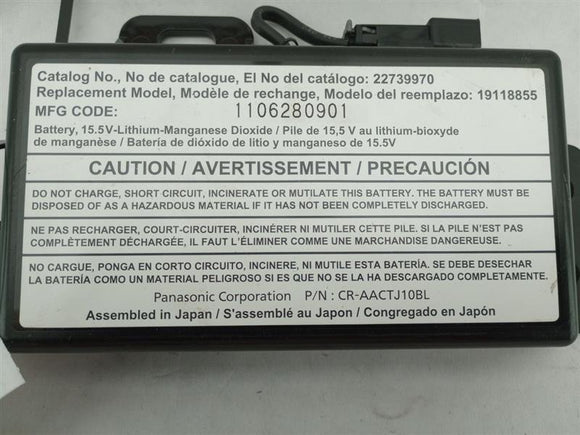 Catalog No., No de catalogue, El No del catálogo: 22739970
Replacement Model, Modèle de rechange, Modelo del reemplazo: 19118855
MFG CODE: 1106280901
Battery, 15.5V-Lithium-Manganese Dioxide / Pile de 15,5 V au lithium-bioxyde
de manganèse / Batería de dióxido de litio y manganeso de 15.5V
CAUTION / AVERTISSEMENT / PRECAUCIÓN
DO NOT CHARGE, SHORT CIRCUIT, INCINERATE OR MUTILATE THIS BATTERY. THE BATTERY MUST BE
DISPOSED OF AS A HAZARDOUS MATERIAL IF IT HAS NOT BEEN COMPLETELY DISCHARGED.
NE PAS RECHARGER, COURT-CIRCUITER, INCINÉRER NI MUTILER CETTE PILE. SI LA PILE N'EST PAS
COMPLÈTEMENT DÉCHARGÉE, IL FAUT L'ÉLIMINER COMME UNE MARCHANDISE DANGEREUSE.
NO CARGUE, PONGA EN CORTO CIRCUITO, INCINERE, NI MUTILE ESTA BATERÍA. SE DEBE DESECHAR
LA BATERÍA COMO UN MATERIAL PELIGROSO SI ES QUE NO SE LA HA DESCARGADO COMPLETAMENTE.
Panasonic Corporation P/N : CR-AACTJ10BL
Assembled in Japan / S'assemblé au Japon / Congregado en Japón